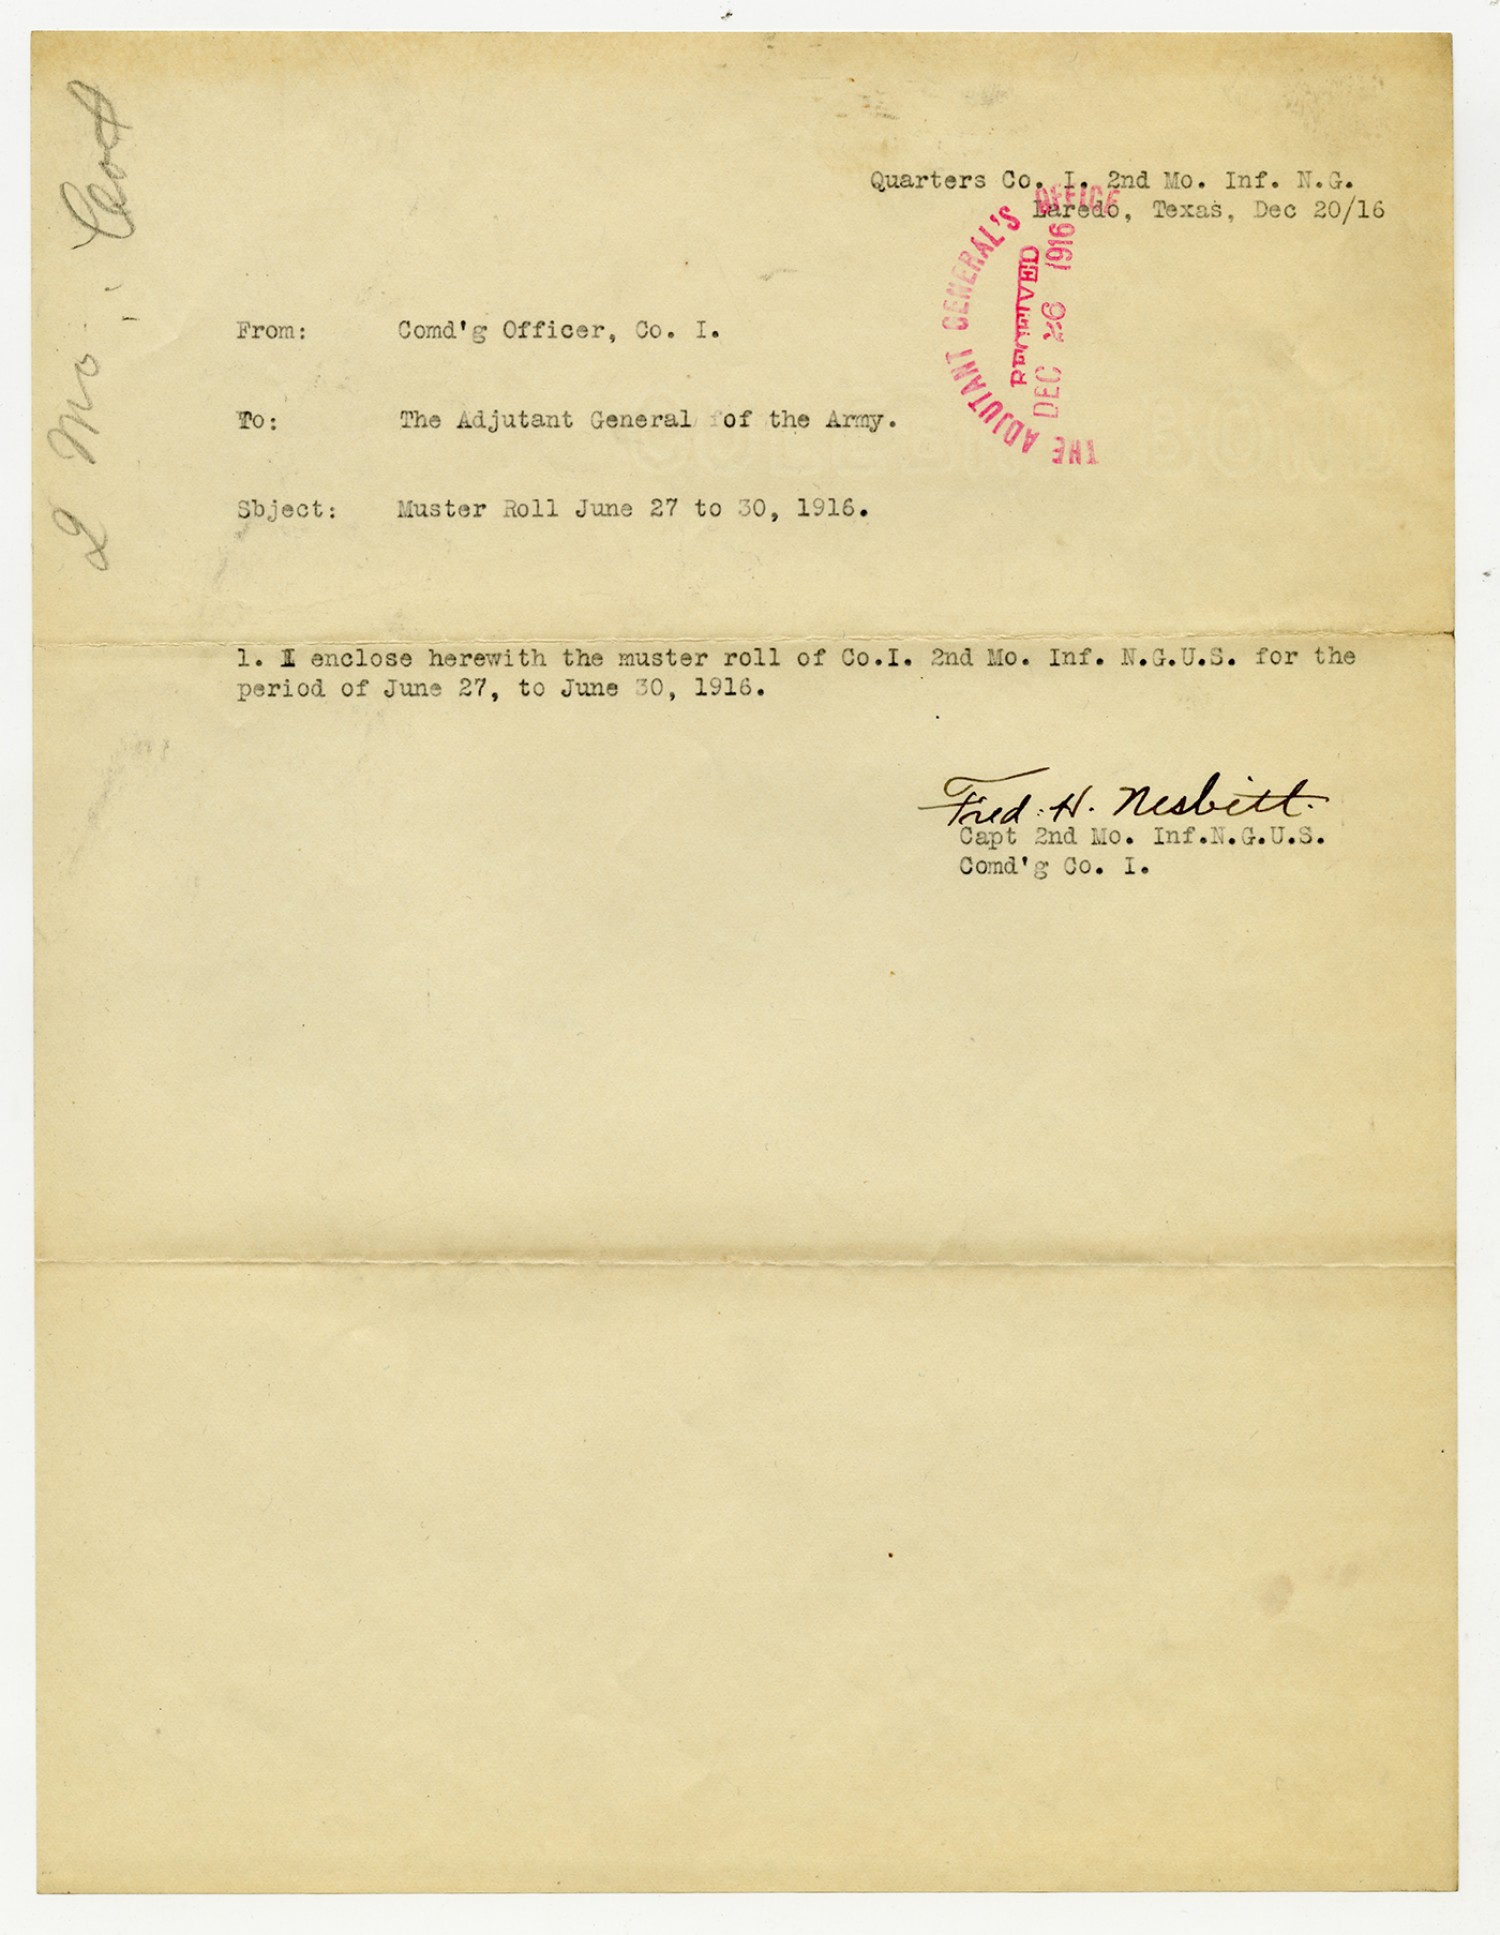 Quarters Co. I. 2nd Mo. Inf. N.G.
Laredo, Texas, Dec 20/16
THE ADJUTANT GENERAL'S OFFICE
RECEIVED
DEC 26 1916
From: Comd'g Officer, Co. I.
To: The Adjutant General of the Army.
Sbject: Muster Roll June 27 to 30, 1916.
1. I enclose herewith the muster roll of Co.I. 2nd Mo. Inf. N.G.U.S. for the
period of June 27, to June 30, 1916.
Fred. H. Nesbitt.
Capt 2nd Mo. Inf.N.G.U.S.
Comd'g Co. I.
2 Mo.